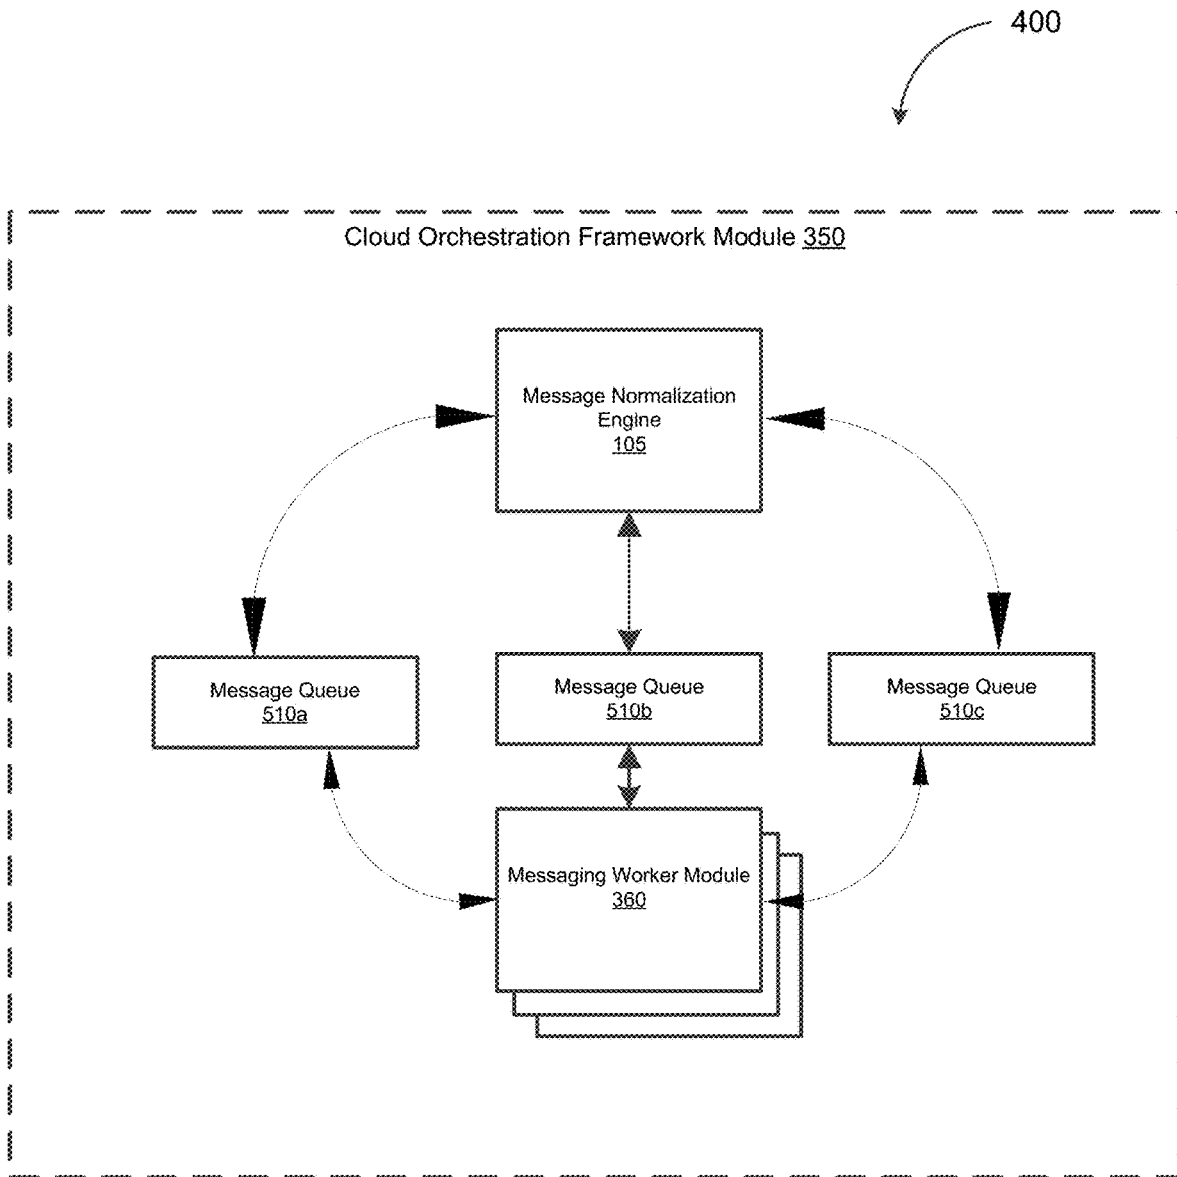 400
Cloud Orchestration Framework Module 350
Message Normalization
Engine
105
Message Queue
510a
Message Queue
510b
Message Queue
510c
Messaging Worker Module
360